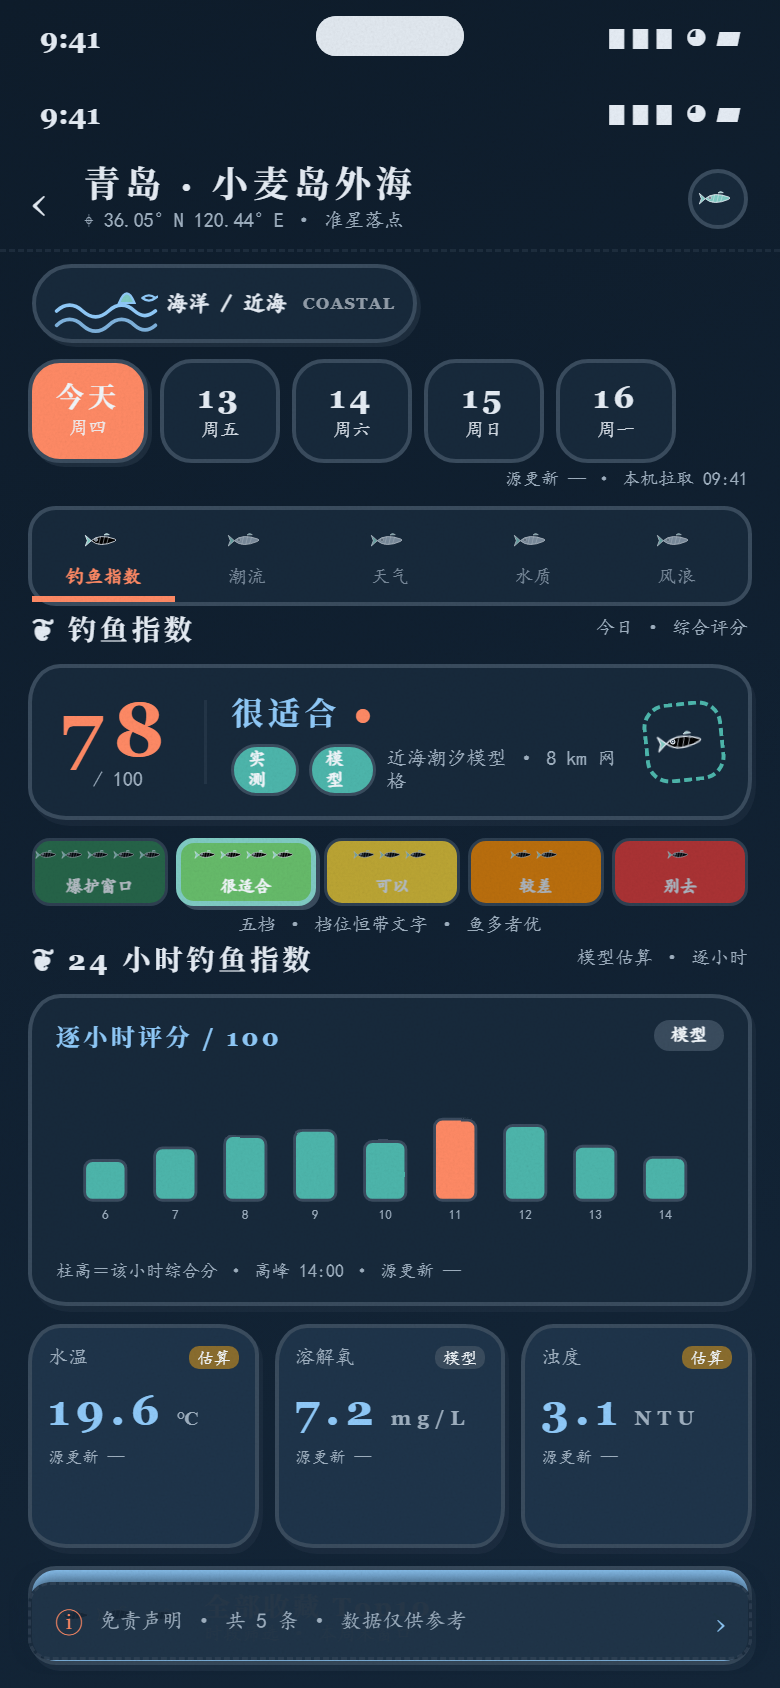 9:41
9:41
青岛 · 小麦岛外海
36.05° N 120.44° E • 准星落点
海洋 / 近海 COASTAL
今天 13 14 15 16
周四 周五 周六 周日 周一
源更新 — • 本机拉取 09:41
钓鱼指数 潮流 天气 水质 风浪
❦ 钓鱼指数 今日 • 综合评分
78
/ 100
很适合
实测 模型 近海潮汐模型 • 8 km 网格
爆护窗口 很适合 可以 较差 别去
五档 • 档位恒带文字 • 鱼多者优
❦ 24 小时钓鱼指数 模型估算 • 逐小时
逐小时评分 / 100 模型
6 7 8 9 10 11 12 13 14
柱高=该小时综合分 • 高峰 14:00 • 源更新 —
水温 估算 溶解氧 模型 浊度 估算
19.6 °C 7.2 mg/L 3.1 NTU
源更新 — 源更新 — 源更新 —
免责声明 • 共 5 条 • 数据仅供参考